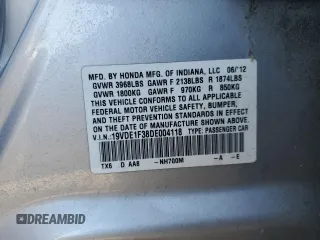 MFD. BY HONDA MFG. OF INDIANA, LLC 06/12
GVWR 3968LBS GAWR F 2138LBS R 1874LBS
GVWR 1800KG GAWR F 970KG R 850KG
THIS VEHICLE CONFORMS TO ALL APPLICABLE
FEDERAL MOTOR VEHICLE SAFETY, BUMPER,
AND THEFT PREVENTION STANDARDS IN EFFECT
ON THE DATE OF MANUFACTURE SHOWN ABOVE.
V.I.N.: 19VDE1F38DE004118 TYPE: PASSENGER CAR
TX6 D AA8 -NH700M -A -E
AUTOBIDCAR